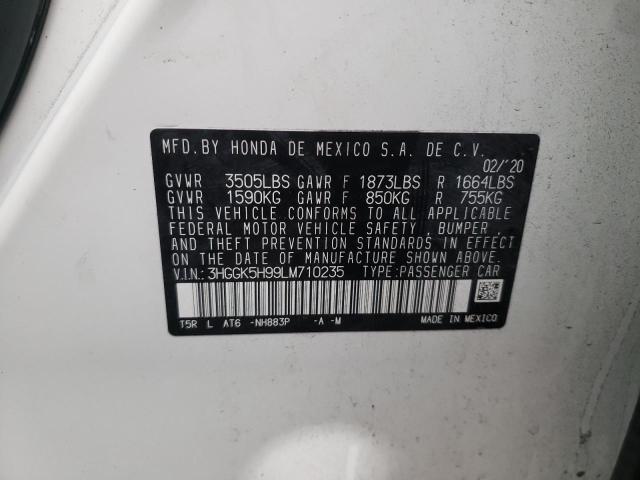 MFD. BY HONDA DE MEXICO S.A. DE C.V.
02/'20
GVWR 3505LBS GAWR F 1873LBS R 1664LBS
GVWR 1590KG GAWR F 850KG R 755KG
THIS VEHICLE CONFORMS TO ALL APPLICABLE
FEDERAL MOTOR VEHICLE SAFETY, BUMPER, AND
THEFT PREVENTION STANDARDS IN EFFECT
ON THE DATE OF MANUFACTURE SHOWN ABOVE.
V.I.N.: 3HGGK5H99LM710235 TYPE: PASSENGER CAR
T5R L AT6 -NH883P -A -M MADE IN MEXICO